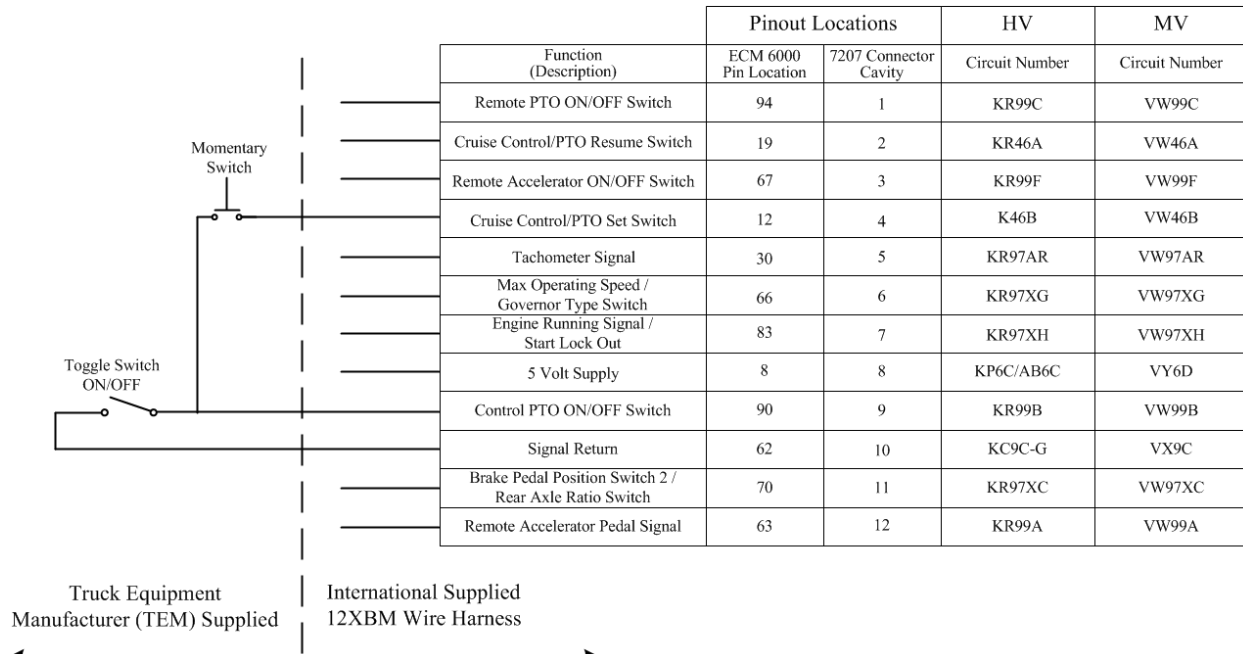 Pinout Locations HV MV
Function
(Description)
ECM 6000
Pin Location
7207 Connector
Cavity
Circuit Number Circuit Number
Remote PTO ON/OFF Switch 94 1 KR99C VW99C
Cruise Control/PTO Resume Switch 19 2 KR46A VW46A
Momentary
Switch
Remote Accelerator ON/OFF Switch 67 3 KR99F VW99F
Cruise Control/PTO Set Switch 12 4 K46B VW46B
Tachometer Signal 30 5 KR97AR VW97AR
Max Operating Speed /
Governor Type Switch
66 6 KR97XG VW97XG
Engine Running Signal /
Start Lock Out
83 7 KR97XH VW97XH
Toggle Switch
ON/OFF
5 Volt Supply 8 8 KP6C/AB6C VY6D
Control PTO ON/OFF Switch 90 9 KR99B VW99B
Signal Return 62 10 KC9C-G VX9C
Brake Pedal Position Switch 2 /
Rear Axle Ratio Switch
70 11 KR97XC VW97XC
Remote Accelerator Pedal Signal 63 12 KR99A VW99A
Truck Equipment
Manufacturer (TEM) Supplied
International Supplied
12XBM Wire Harness